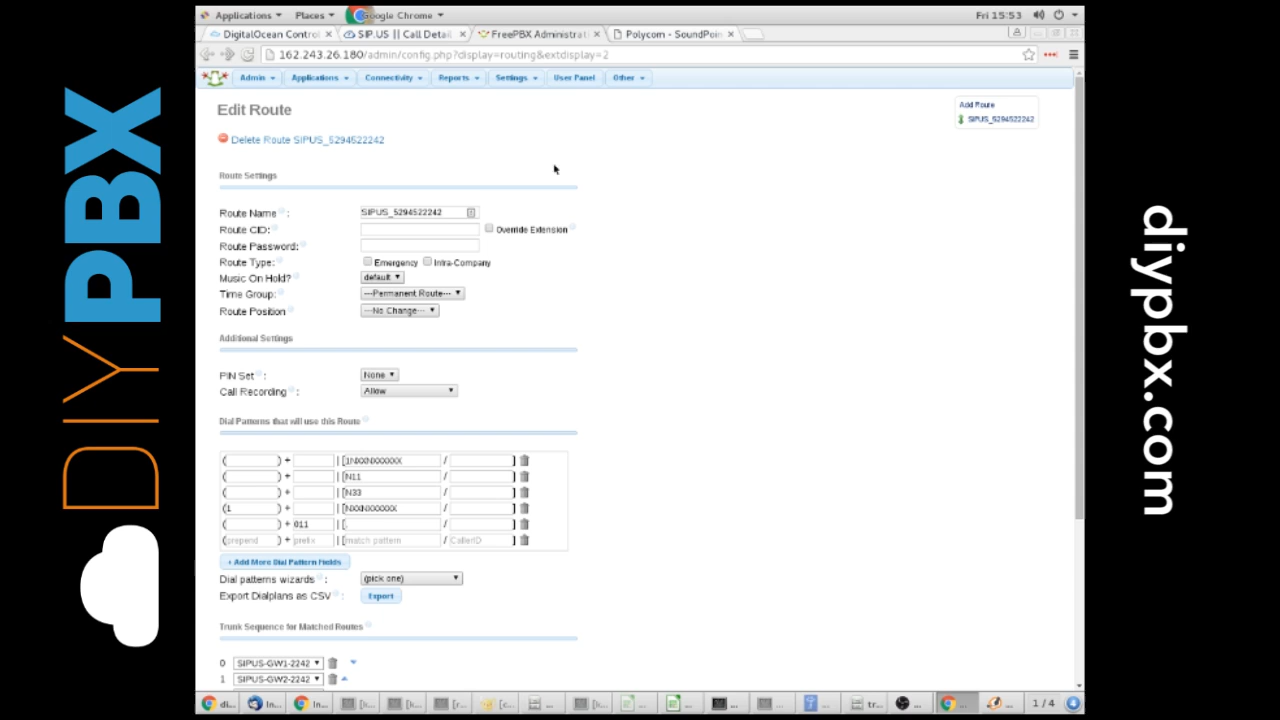 Applications Places Google Chrome Fri 15:53
DigitalOcean Control SIP.US || Call Detail FreePBX Administrat Polycom - SoundPoin
162.243.26.180/admin/config.php?display=routing&extdisplay=2
Admin Applications Connectivity Reports Settings User Panel Other
Edit Route
Add Route
SIPUS_5294522242
Delete Route SIPUS_5294522242
Route Settings
Route Name : SIPUS_5294522242
Route CID: Override Extension
Route Password:
Route Type: Emergency Intra-Company
Music On Hold? default
Time Group: ---Permanent Route---
Route Position ---No Change---
Additional Settings
PIN Set : None
Call Recording : Allow
Dial Patterns that will use this Route
( ) + | [1NXXNXXXXXX / ]
( ) + | [N11 / ]
( ) + | [N33 / ]
(1 ) + | [NXXNXXXXXX / ]
( ) + 011 | [. / ]
(prepend ) + prefix | [match pattern / CallerID ]
+ Add More Dial Pattern Fields
Dial patterns wizards : (pick one)
Export Dialplans as CSV : Export
Trunk Sequence for Matched Routes
0 SIPUS-GW1-2242
1 SIPUS-GW2-2242
1 / 4
DIYPBX
diypbx.com